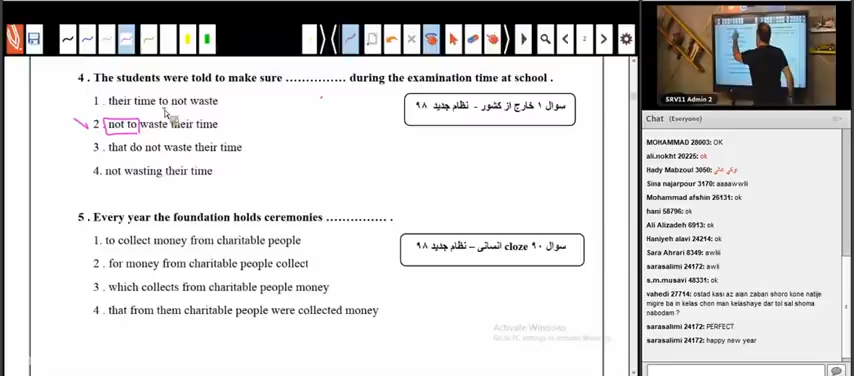 4 . The students were told to make sure …………… during the examination time at school .
1 . their time to not waste
2 . not to waste their time
3 . that do not waste their time
4. not wasting their time
سوال ۱ خارج از کشور - نظام جدید ۹۸
5 . Every year the foundation holds ceremonies …………… .
1. to collect money from charitable people
2 . for money from charitable people collect
3 . which collects from charitable people money
4 . that from them charitable people were collected money
سوال ۹۰ cloze انسانی – نظام جدید ۹۸
Activate Windows
2
SRV11 Admin 2
Chat (Everyone)
MOHAMMAD 28003: OK
ali.nokht 20226: ok
Hady Mabzoul 3050:
Sina najarpour 3170: aaaawwlii
Mohammad afshin 26131: ok
hani 58796: ok
Ali Alizadeh 6913: ok
Haniyeh alavi 24214: ok
Sara Ahrari 8349: awlii
sarasalimi 24172: awli
s.m.musavi 48331: ok
vahedi 27714: ostad kasi az alan zaban shoro kone natije
migire ba in kelas chon man kelashaye dar tol sal shoma
nabodam ?
sarasalimi 24172: PERFECT
sarasalimi 24172: happy new year